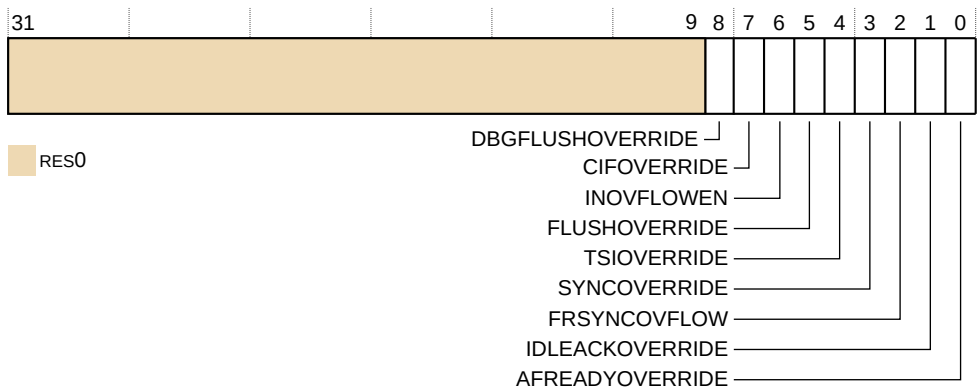 31 9 8 7 6 5 4 3 2 1 0
DBGFLUSHOVERRIDE
RES0
CIFOVERRIDE
INOVFLOWEN
FLUSHOVERRIDE
TSIOVERRIDE
SYNCOVERRIDE
FRSYNCOVFLOW
IDLEACKOVERRIDE
AFREADYOVERRIDE